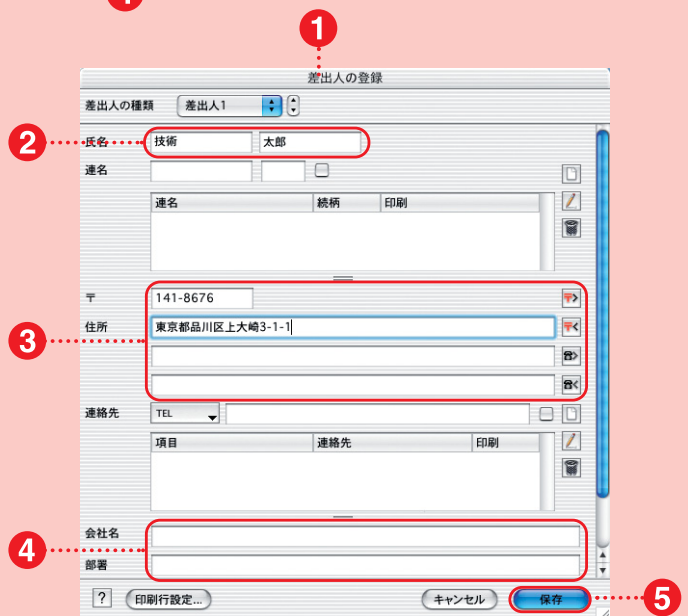 1
差出人の登録
差出人の種類 差出人1
2 氏名 技術 太郎
連名
連名 続柄 印刷
〒 141-8676 〒>
3 住所 東京都品川区上大崎3-1-1 〒<
☎>
☎<
連絡先 TEL
項目 連絡先 印刷
4 会社名
部署
? 印刷行設定... キャンセル 保存 5